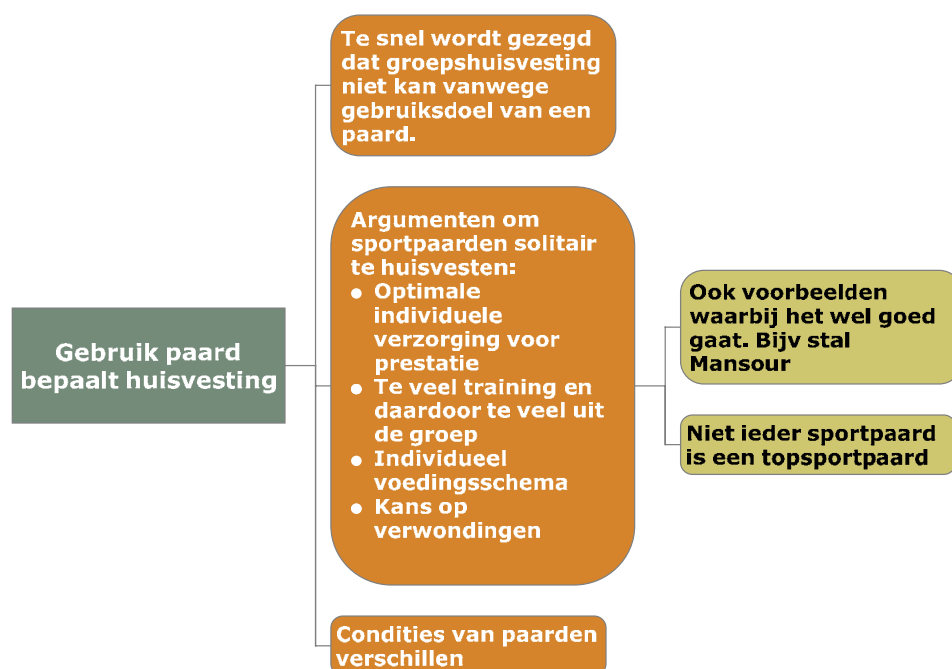 Te snel wordt gezegd
dat groepshuisvesting
niet kan vanwege
gebruiksdoel van een
paard.
Gebruik paard
bepaalt huisvesting
Argumenten om
sportpaarden solitair
te huisvesten:
● Optimale
individuele
verzorging voor
prestatie
● Te veel training en
daardoor te veel uit
de groep
● Individueel
voedingsschema
● Kans op
verwondingen
Ook voorbeelden
waarbij het wel goed
gaat. Bijv stal
Mansour
Niet ieder sportpaard
is een topsportpaard
Condities van paarden
verschillen